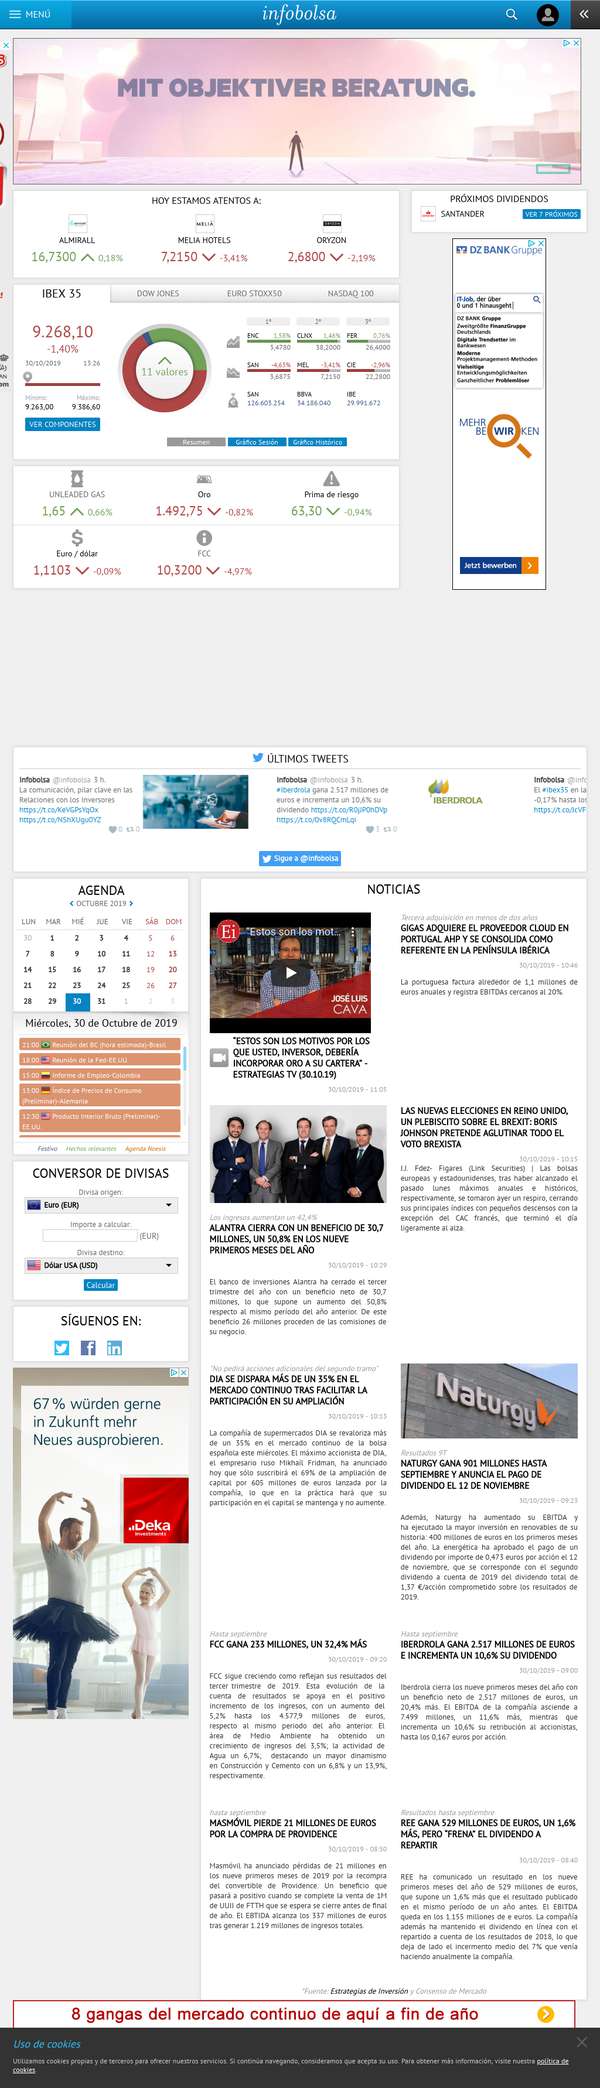 MENÚ
infobolsa
MIT OBJEKTIVER BERATUNG.
HOY ESTAMOS ATENTOS A:
ALMIRALL
16,7300 0,18%
MELIA HOTELS
7,2150 -3,41%
ORYZON
2,6800 -2,19%
PRÓXIMOS DIVIDENDOS
SANTANDER
VER 7 PRÓXIMOS
IBEX 35
DOW JONES
EURO STOXX50
NASDAQ 100
9.268,10
-1,40%
30/10/2019 15:26
Mínimo: Máximo:
9.263,00 9.386,60
VER COMPONENTES
11 valores
1º 2º 3º
ENC 1,58% CLNX 1,46% FER 0,76%
3,4780 38,2000 26,4000
SAN -4,63% MEL -3,41% CIE -2,96%
3,6875 7,2150 22,2800
SAN BBVA IBE
126.603.254 34.186.040 29.991.672
Resumen
Gráfico Sesión
Gráfico Histórico
UNLEADED GAS
1,65 0,66%
Oro
1.492,75 -0,82%
Prima de riesgo
63,30 -0,94%
Euro / dólar
1,1103 -0,09%
FCC
10,3200 -4,97%
DZ BANK Gruppe
IT-Job, der über
0 und 1 hinausgeht
DZ BANK Gruppe
Zweitgrößte FinanzGruppe
Deutschlands
Digitale Trendsetter im
Bankwesen
Moderne
Projektmanagement-Methoden
Vielseitige
Entwicklungsmöglichkeiten
Ganzheitlicher Problemlöser
MEHR
BEWIRKEN
Jetzt bewerben
ÚLTIMOS TWEETS
Infobolsa @infobolsa 3 h.
La comunicación, pilar clave en las
Relaciones con los Inversores
0 0
Infobolsa @infobolsa 3 h.
#Iberdrola gana 2.517 millones de
euros e incrementa un 10,6% su
dividendo
IBERDROLA
Infobolsa @infobolsa
El #ibex35 en la
-0,17% hasta los
Sigue a @infobolsa
AGENDA
OCTUBRE 2019
LUN MAR MIÉ JUE VIE SÁB DOM
30 1 2 3 4 5 6
7 8 9 10 11 12 13
14 15 16 17 18 19 20
21 22 23 24 25 26 27
28 29 30 31 1 2 3
Miércoles, 30 de Octubre de 2019
21:00 Reunión del BC (hora estimada)-Brasil
18:00 Reunión de la Fed-EE.UU
15:00 Informe de Empleo-Colombia
13:00 Índice de Precios de Consumo
(Preliminar)-Alemania
12:30 Producto Interior Bruto (Preliminar)-
EE.UU
Festivo Hechos relevantes Agenda Noesis
CONVERSOR DE DIVISAS
Divisa origen:
Euro (EUR)
Importe a calcular:
(EUR)
Divisa destino:
Dólar USA (USD)
Calcular
SÍGUENOS EN:
67 % würden gerne
in Zukunft mehr
Neues ausprobieren.
Deka
Investments
NOTICIAS
Ei "Estos son los mot...
JOSÉ LUIS
CAVA
"ESTOS SON LOS MOTIVOS POR LOS
QUE USTED, INVERSOR, DEBERÍA
INCORPORAR ORO A SU CARTERA" -
ESTRATEGIAS TV (30.10.19)
30/10/2019 - 11:05
Tercera adquisición en menos de dos años
GIGAS ADQUIERE EL PROVEEDOR CLOUD EN
PORTUGAL AHP Y SE CONSOLIDA COMO
REFERENTE EN LA PENÍNSULA IBÉRICA
30/10/2019 - 10:46
La portuguesa factura alrededor de 1,1 millones de
euros anuales y registra EBITDAs cercanos al 20%.
Los ingresos aumentan un 42,4%
ALANTRA CIERRA CON UN BENEFICIO DE 30,7
MILLONES, UN 50,8% EN LOS NUEVE
PRIMEROS MESES DEL AÑO
30/10/2019 - 10:29
El banco de inversiones Alantra ha cerrado el tercer
trimestre del año con un beneficio neto de 30,7
millones, lo que supone un aumento del 50,8%
respecto al mismo período del año anterior. De este
beneficio 26 millones proceden de las comisiones de
su negocio.
LAS NUEVAS ELECCIONES EN REINO UNIDO,
UN PLEBISCITO SOBRE EL BREXIT: BORIS
JOHNSON PRETENDE AGLUTINAR TODO EL
VOTO BREXISTA
30/10/2019 - 10:15
I.J. Fdez- Figares (Link Securities) | Las bolsas
europeas y estadounidenses, tras haber alcanzado el
pasado lunes máximos anuales e históricos,
respectivamente, se tomaron ayer un respiro, cerrando
sus principales índices con pequeños descensos con la
excepción del CAC francés, que terminó el día
ligeramente al alza.
"No pedirá acciones adicionales del segundo tramo"
DIA SE DISPARA MÁS DE UN 35% EN EL
MERCADO CONTINUO TRAS FACILITAR LA
PARTICIPACIÓN EN SU AMPLIACIÓN
30/10/2019 - 10:13
La compañía de supermercados DIA se revaloriza más
de un 35% en el mercado continuo de la bolsa
española este miércoles. El máximo accionista de DIA,
el empresario ruso Mikhail Fridman, ha anunciado
hoy que sólo suscribirá el 69% de la ampliación de
capital por 605 millones de euros lanzada por la
compañía, lo que en la práctica hará que su
participación en el capital se mantenga y no aumente.
Naturgy
Resultados 9T
NATURGY GANA 901 MILLONES HASTA
SEPTIEMBRE Y ANUNCIA EL PAGO DE
DIVIDENDO EL 12 DE NOVIEMBRE
30/10/2019 - 09:23
Además, Naturgy ha aumentado su EBITDA y
ha ejecutado la mayor inversión en renovables de su
historia: 400 millones de euros en los primeros meses
del año. La energética ha aprobado el pago de un
dividendo por importe de 0,473 euros por acción el 12
de noviembre, que se corresponde con el segundo
dividendo a cuenta de 2019 del dividendo total de
1,37 €/acción comprometido sobre los resultados de
2019.
Hasta septiembre
FCC GANA 233 MILLONES, UN 32,4% MÁS
30/10/2019 - 09:20
FCC sigue creciendo como reflejan sus resultados del
tercer trimestre de 2019. Esta evolución de la
cuenta de resultados se apoya en el positivo
incremento de los ingresos, con un aumento del
5,2% hasta los 4.577,9 millones de euros,
respecto al mismo periodo del año anterior. El
área de Medio Ambiente ha obtenido un
crecimiento de ingresos del 3,5%; la actividad de
Agua un 6,7%; destacando un mayor dinamismo
en Construcción y Cemento con un 6,8% y un 13,9%,
respectivamente.
Hasta septiembre
IBERDROLA GANA 2.517 MILLONES DE EUROS
E INCREMENTA UN 10,6% SU DIVIDENDO
30/10/2019 - 09:00
Iberdrola cierra los nueve primeros meses del año con
un beneficio neto de 2.517 millones de euros, un
20,4% más. El EBITDA de la compañía asciende a
7.499 millones, un 11,6% más, mientras que
incrementa un 10,6% su retribución al accionistas,
hasta los 0,167 euros por acción.
hasta septiembre
MASMÓVIL PIERDE 21 MILLONES DE EUROS
POR LA COMPRA DE PROVIDENCE
30/10/2019 - 08:50
Masmóvil ha anunciado pérdidas de 21 millones en
los nueve primeros meses de 2019 por la recompra
del convertible de Providence. Un beneficio que
pasará a positivo cuando se complete la venta de 1M
de UUII de FTTH que se espera se cierre antes de final
de año. El EBTIDA alcanza los 337 millones de euros
tras generar 1.219 millones de ingresos totales.
Resultados hasta septiembre
REE GANA 529 MILLONES DE EUROS, UN 1,6%
MÁS, PERO "FRENA" EL DIVIDENDO A
REPARTIR
30/10/2019 - 08:40
REE ha comunicado un resultado en los nueve
primeros meses del año de 529 millones de euros,
que supone un 1,6% más que el resultado publicado
en el mismo período de un año antes. El EBITDA
queda en los 1.155 millones de e euros. La compañía
además ha mantenido el dividendo en línea con el
repartido a cuenta de los resultados de 2018, lo que
deja de lado el incermento medio del 7% que venía
haciendo anualmente la compañía.
*Fuente: Estrategias de Inversión y Consenso de Mercado
8 gangas del mercado continuo de aquí a fin de año
Uso de cookies
Utilizamos cookies propias y de terceros para ofrecer nuestros servicios. Si continúa navegando, consideramos que acepta su uso. Para obtener más información, visite nuestra política de
cookies